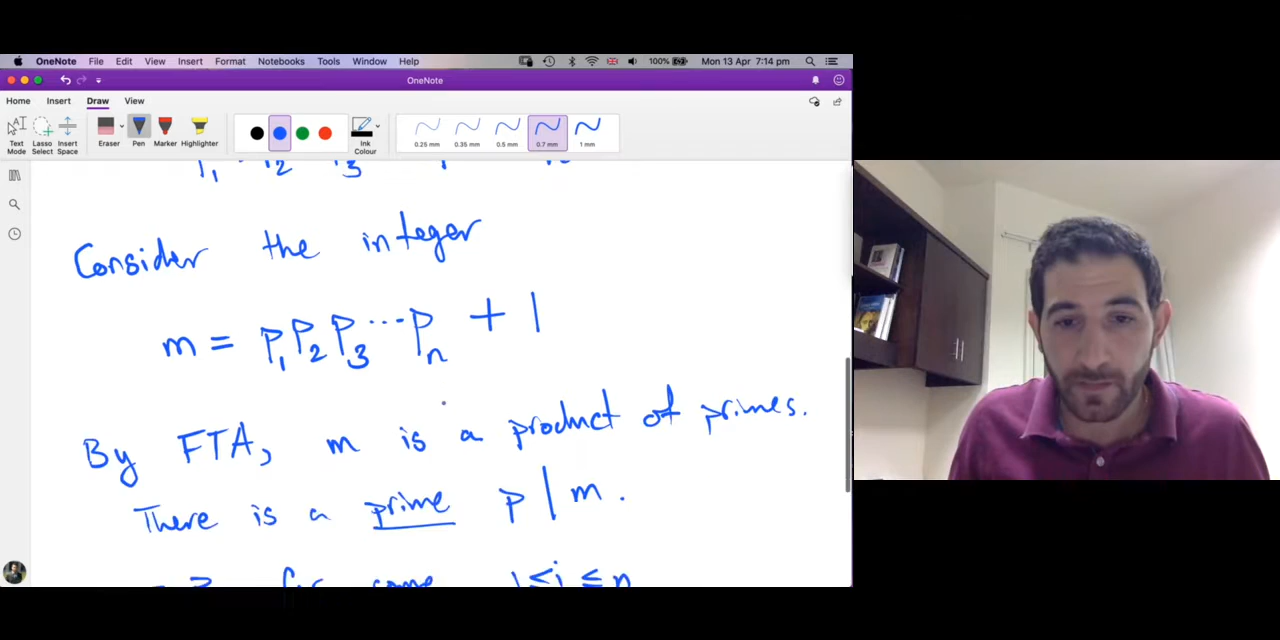 OneNote File Edit View Insert Format Notebooks Tools Window Help 100% Mon 13 Apr 7:14 pm
OneNote
Home Insert Draw View
Text Mode Lasso Select Insert Space Eraser Pen Marker Highlighter Ink Colour 0.25 mm 0.35 mm 0.5 mm 0.7 mm 1 mm
Consider the integer
m = p₁p₂p₃⋯pₙ + 1
By FTA, m is a product of primes.
There is a prime p | m.
for some 1 ≤ i ≤ n